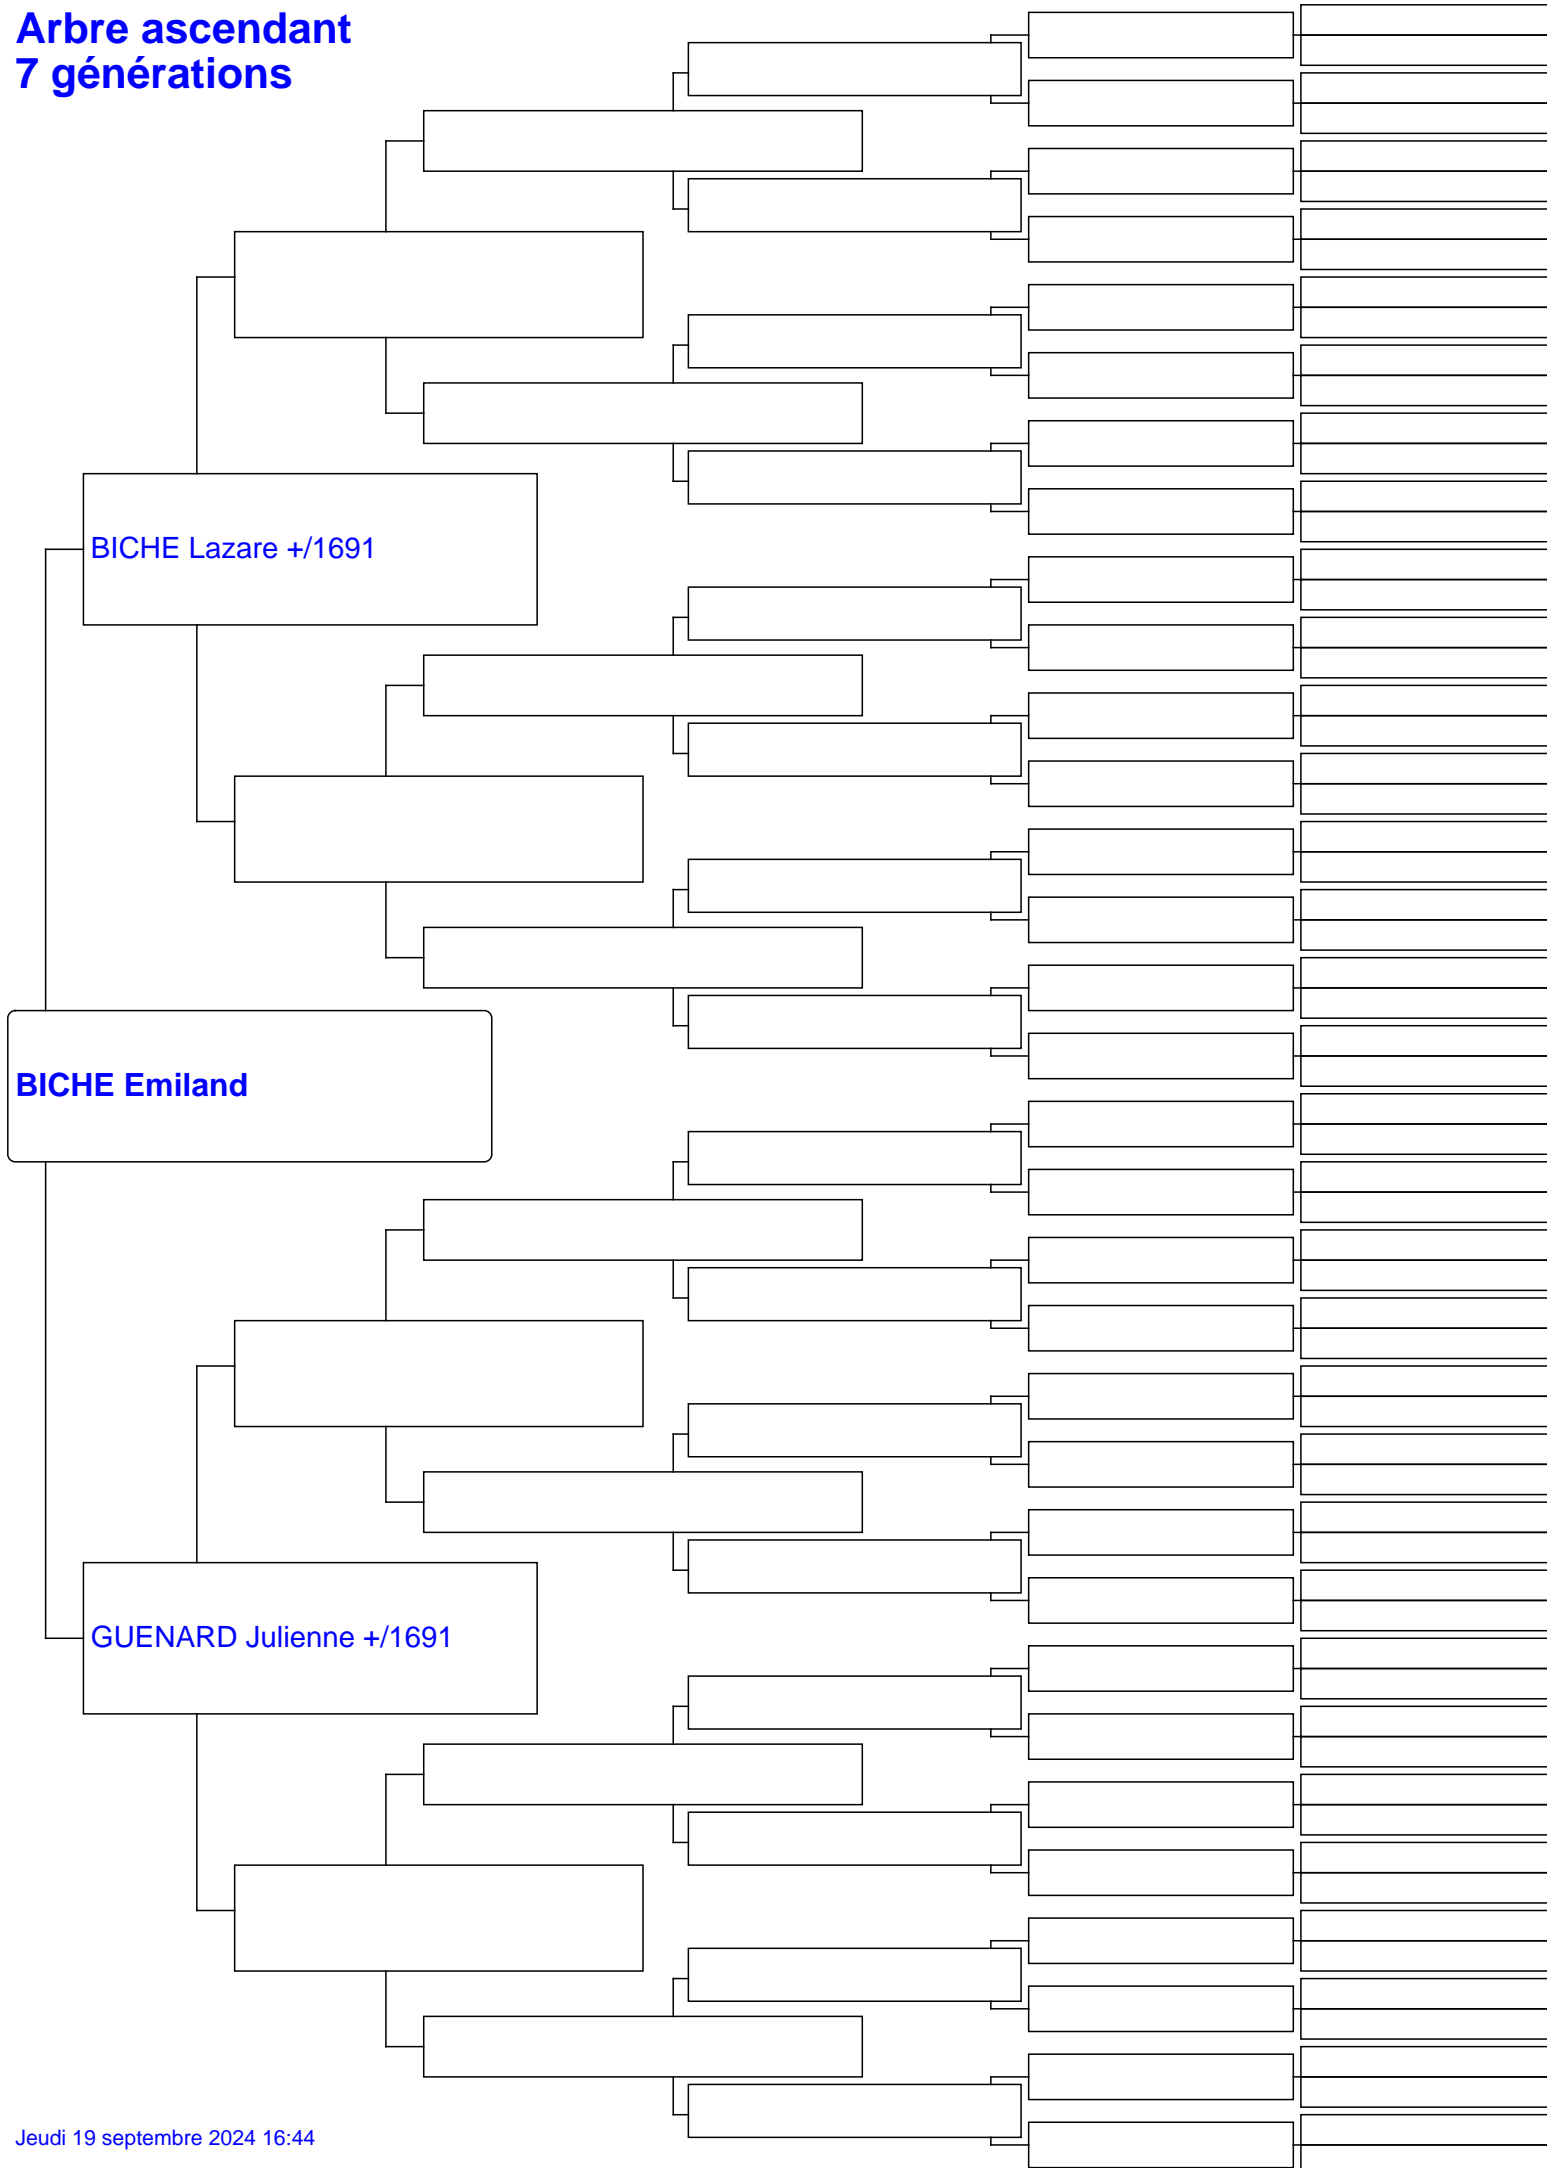 Arbre ascendant
7 générations
BICHE Lazare +/1691
BICHE Emiland
GUENARD Julienne +/1691
Jeudi 19 septembre 2024 16:44